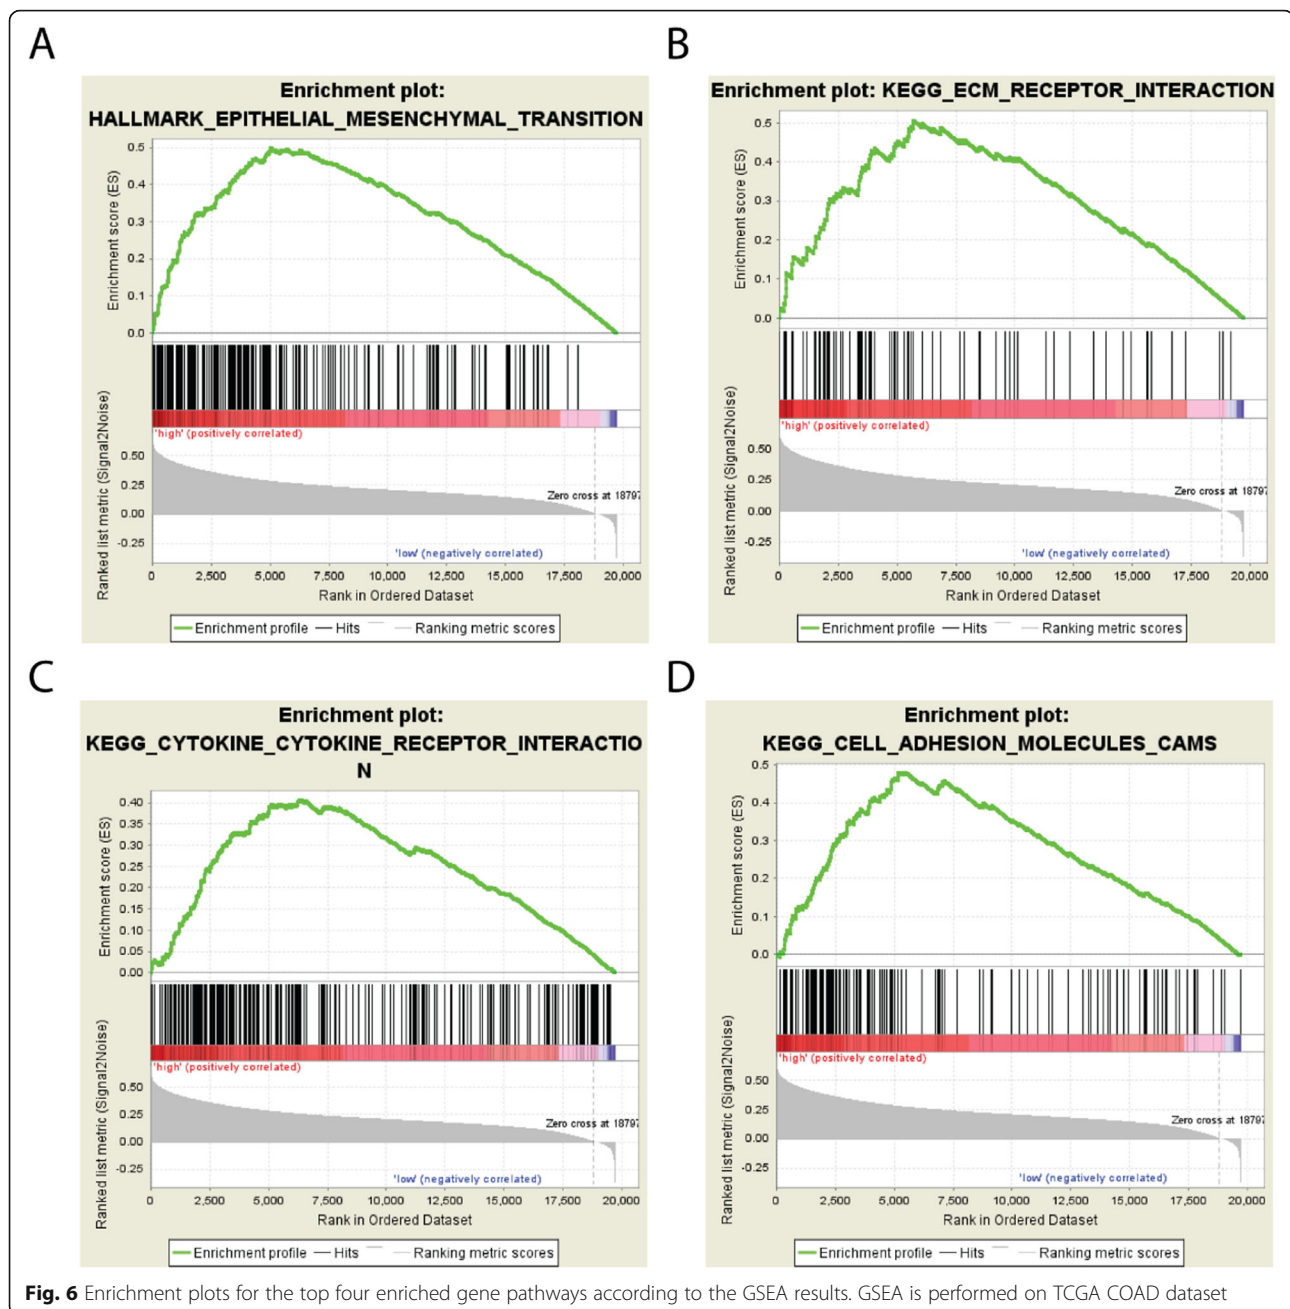 A
Enrichment plot:
HALLMARK_EPITHELIAL_MESENCHYMAL_TRANSITION
Enrichment score (ES)
0.5
0.4
0.3
0.2
0.1
0.0
'high' (positively correlated)
Ranked list metric (Signal2Noise)
0.50
0.25
0.00
-0.25
Zero cross at 18797
'low' (negatively correlated)
0 2,500 5,000 7,500 10,000 12,500 15,000 17,500 20,000
Rank in Ordered Dataset
Enrichment profile Hits Ranking metric scores
B
Enrichment plot: KEGG_ECM_RECEPTOR_INTERACTION
Enrichment score (ES)
0.5
0.4
0.3
0.2
0.1
0.0
'high' (positively correlated)
Ranked list metric (Signal2Noise)
0.50
0.25
0.00
-0.25
Zero cross at 18797
'low' (negatively correlated)
0 2,500 5,000 7,500 10,000 12,500 15,000 17,500 20,000
Rank in Ordered Dataset
Enrichment profile Hits Ranking metric scores
C
Enrichment plot:
KEGG_CYTOKINE_CYTOKINE_RECEPTOR_INTERACTIO
N
Enrichment score (ES)
0.40
0.35
0.30
0.25
0.20
0.15
0.10
0.05
0.00
'high' (positively correlated)
Ranked list metric (Signal2Noise)
0.50
0.25
0.00
-0.25
Zero cross at 18797
'low' (negatively correlated)
0 2,500 5,000 7,500 10,000 12,500 15,000 17,500 20,000
Rank in Ordered Dataset
Enrichment profile Hits Ranking metric scores
D
Enrichment plot:
KEGG_CELL_ADHESION_MOLECULES_CAMS
Enrichment score (ES)
0.5
0.4
0.3
0.2
0.1
0.0
'high' (positively correlated)
Ranked list metric (Signal2Noise)
0.50
0.25
0.00
-0.25
Zero cross at 18797
'low' (negatively correlated)
0 2,500 5,000 7,500 10,000 12,500 15,000 17,500 20,000
Rank in Ordered Dataset
Enrichment profile Hits Ranking metric scores
Fig. 6 Enrichment plots for the top four enriched gene pathways according to the GSEA results. GSEA is performed on TCGA COAD dataset